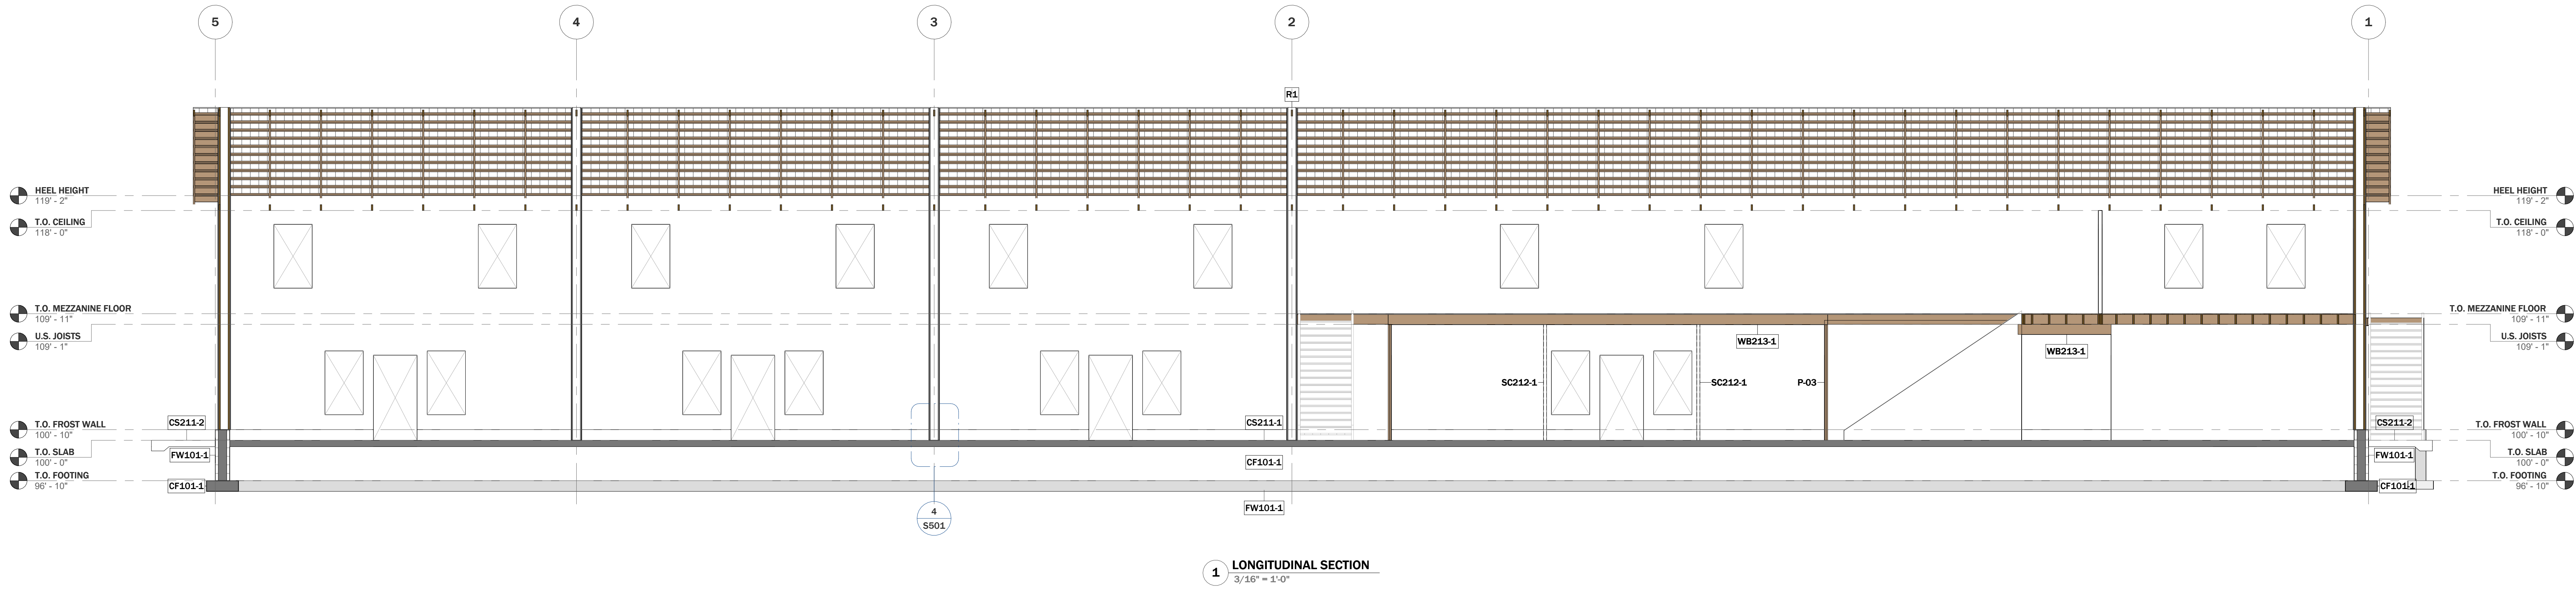 5
4
3
2
1
R1
HEEL HEIGHT
119' - 2"
T.O. CEILING
118' - 0"
T.O. MEZZANINE FLOOR
109' - 11"
U.S. JOISTS
109' - 1"
T.O. FROST WALL
100' - 10"
T.O. SLAB
100' - 0"
T.O. FOOTING
96' - 10"
CS211-2
FW101-1
CF101-1
CS211-1
CF101-1
FW101-1
4
S501
SC212-1
SC212-1
WB213-1
P-03
WB213-1
CS211-2
FW101-1
CF101-1
HEEL HEIGHT
119' - 2"
T.O. CEILING
118' - 0"
T.O. MEZZANINE FLOOR
109' - 11"
U.S. JOISTS
109' - 1"
T.O. FROST WALL
100' - 10"
T.O. SLAB
100' - 0"
T.O. FOOTING
96' - 10"
1
LONGITUDINAL SECTION
3/16" = 1'-0"